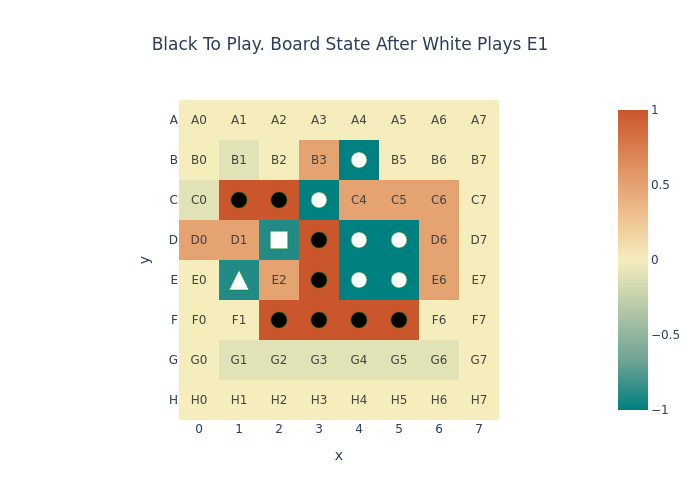 Black To Play. Board State After White Plays E1
A A0 A1 A2 A3 A4 A5 A6 A7
B B0 B1 B2 B3 B5 B6 B7
C C0 C4 C5 C6 C7
D D0 D1 D6 D7
E E0 E2 E6 E7
F F0 F1 F6 F7
G G0 G1 G2 G3 G4 G5 G6 G7
H H0 H1 H2 H3 H4 H5 H6 H7
0 1 2 3 4 5 6 7
x
y
1
0.5
0
−0.5
−1